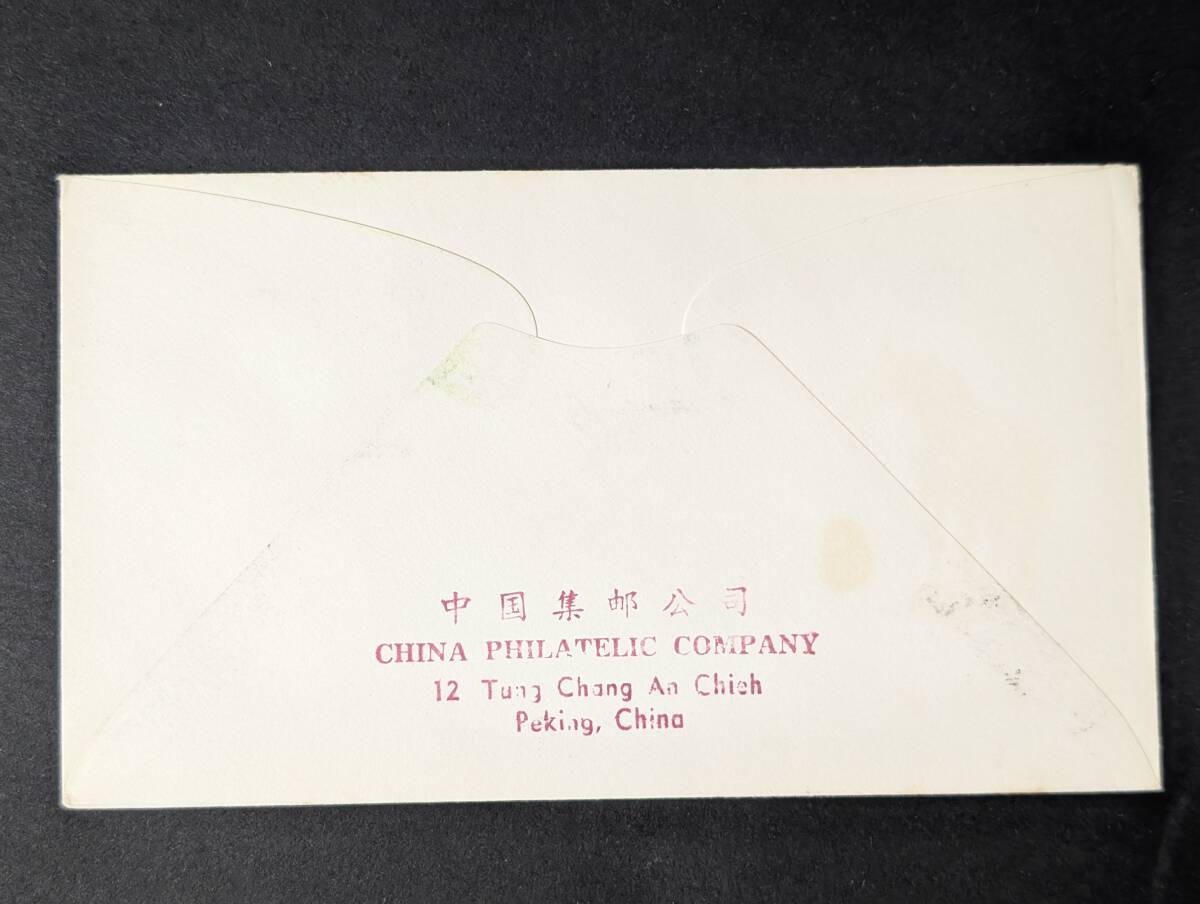 中国集邮公司
CHINA PHILATELIC COMPANY
12 Tung Chang An Chieh
Peking, China